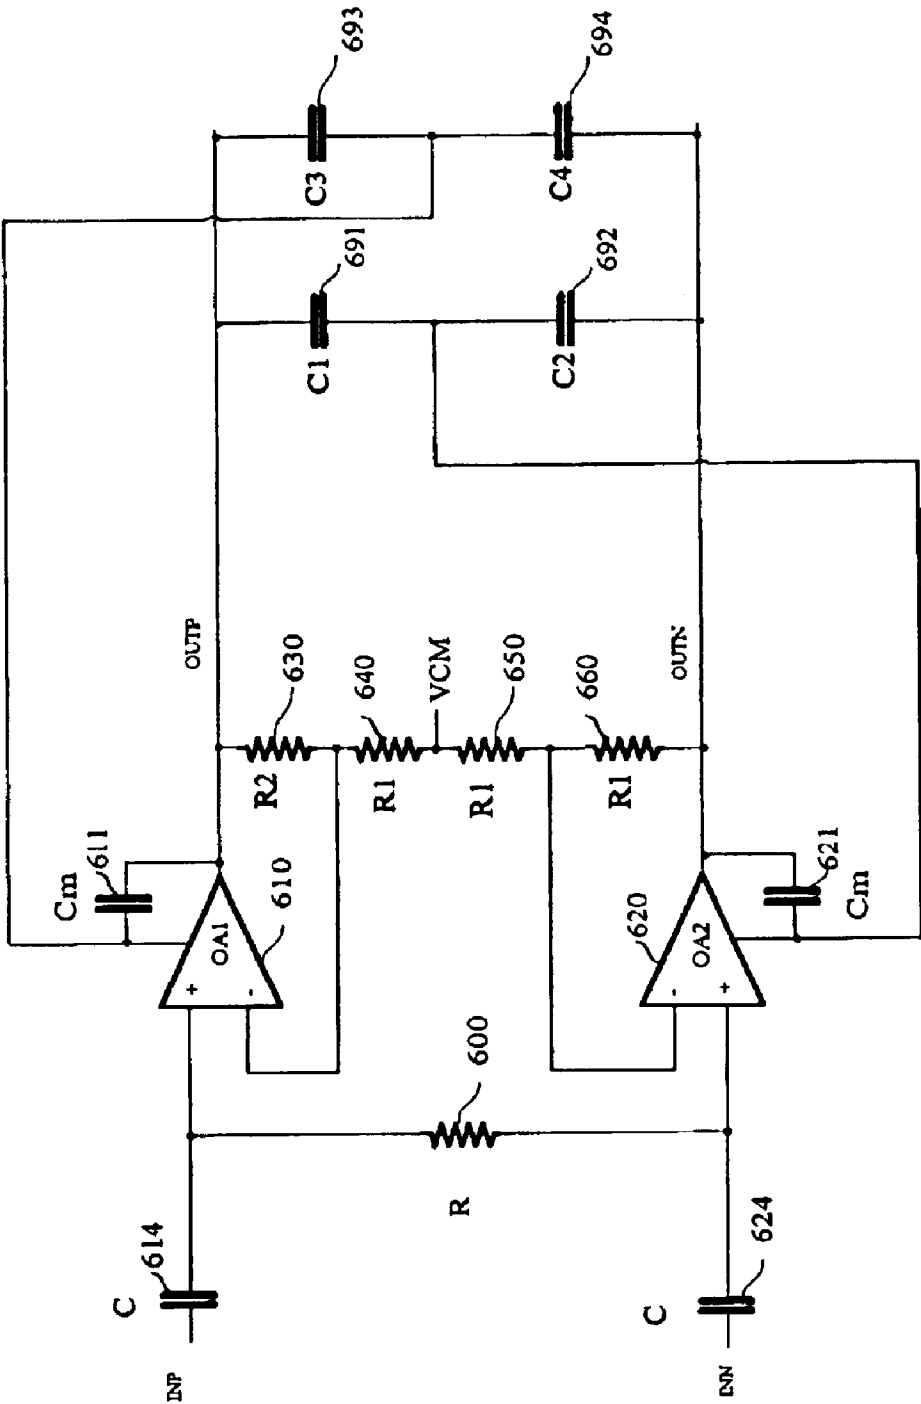 693
694
C3
C4
691
692
C1
C2
OUTP
OUTN
630
640
VCM
650
660
R2
R1
R1
R1
Cm
611
610
OA1
+
-
620
OA2
-
+
621
Cm
600
R
C
614
C
624
INP
INN